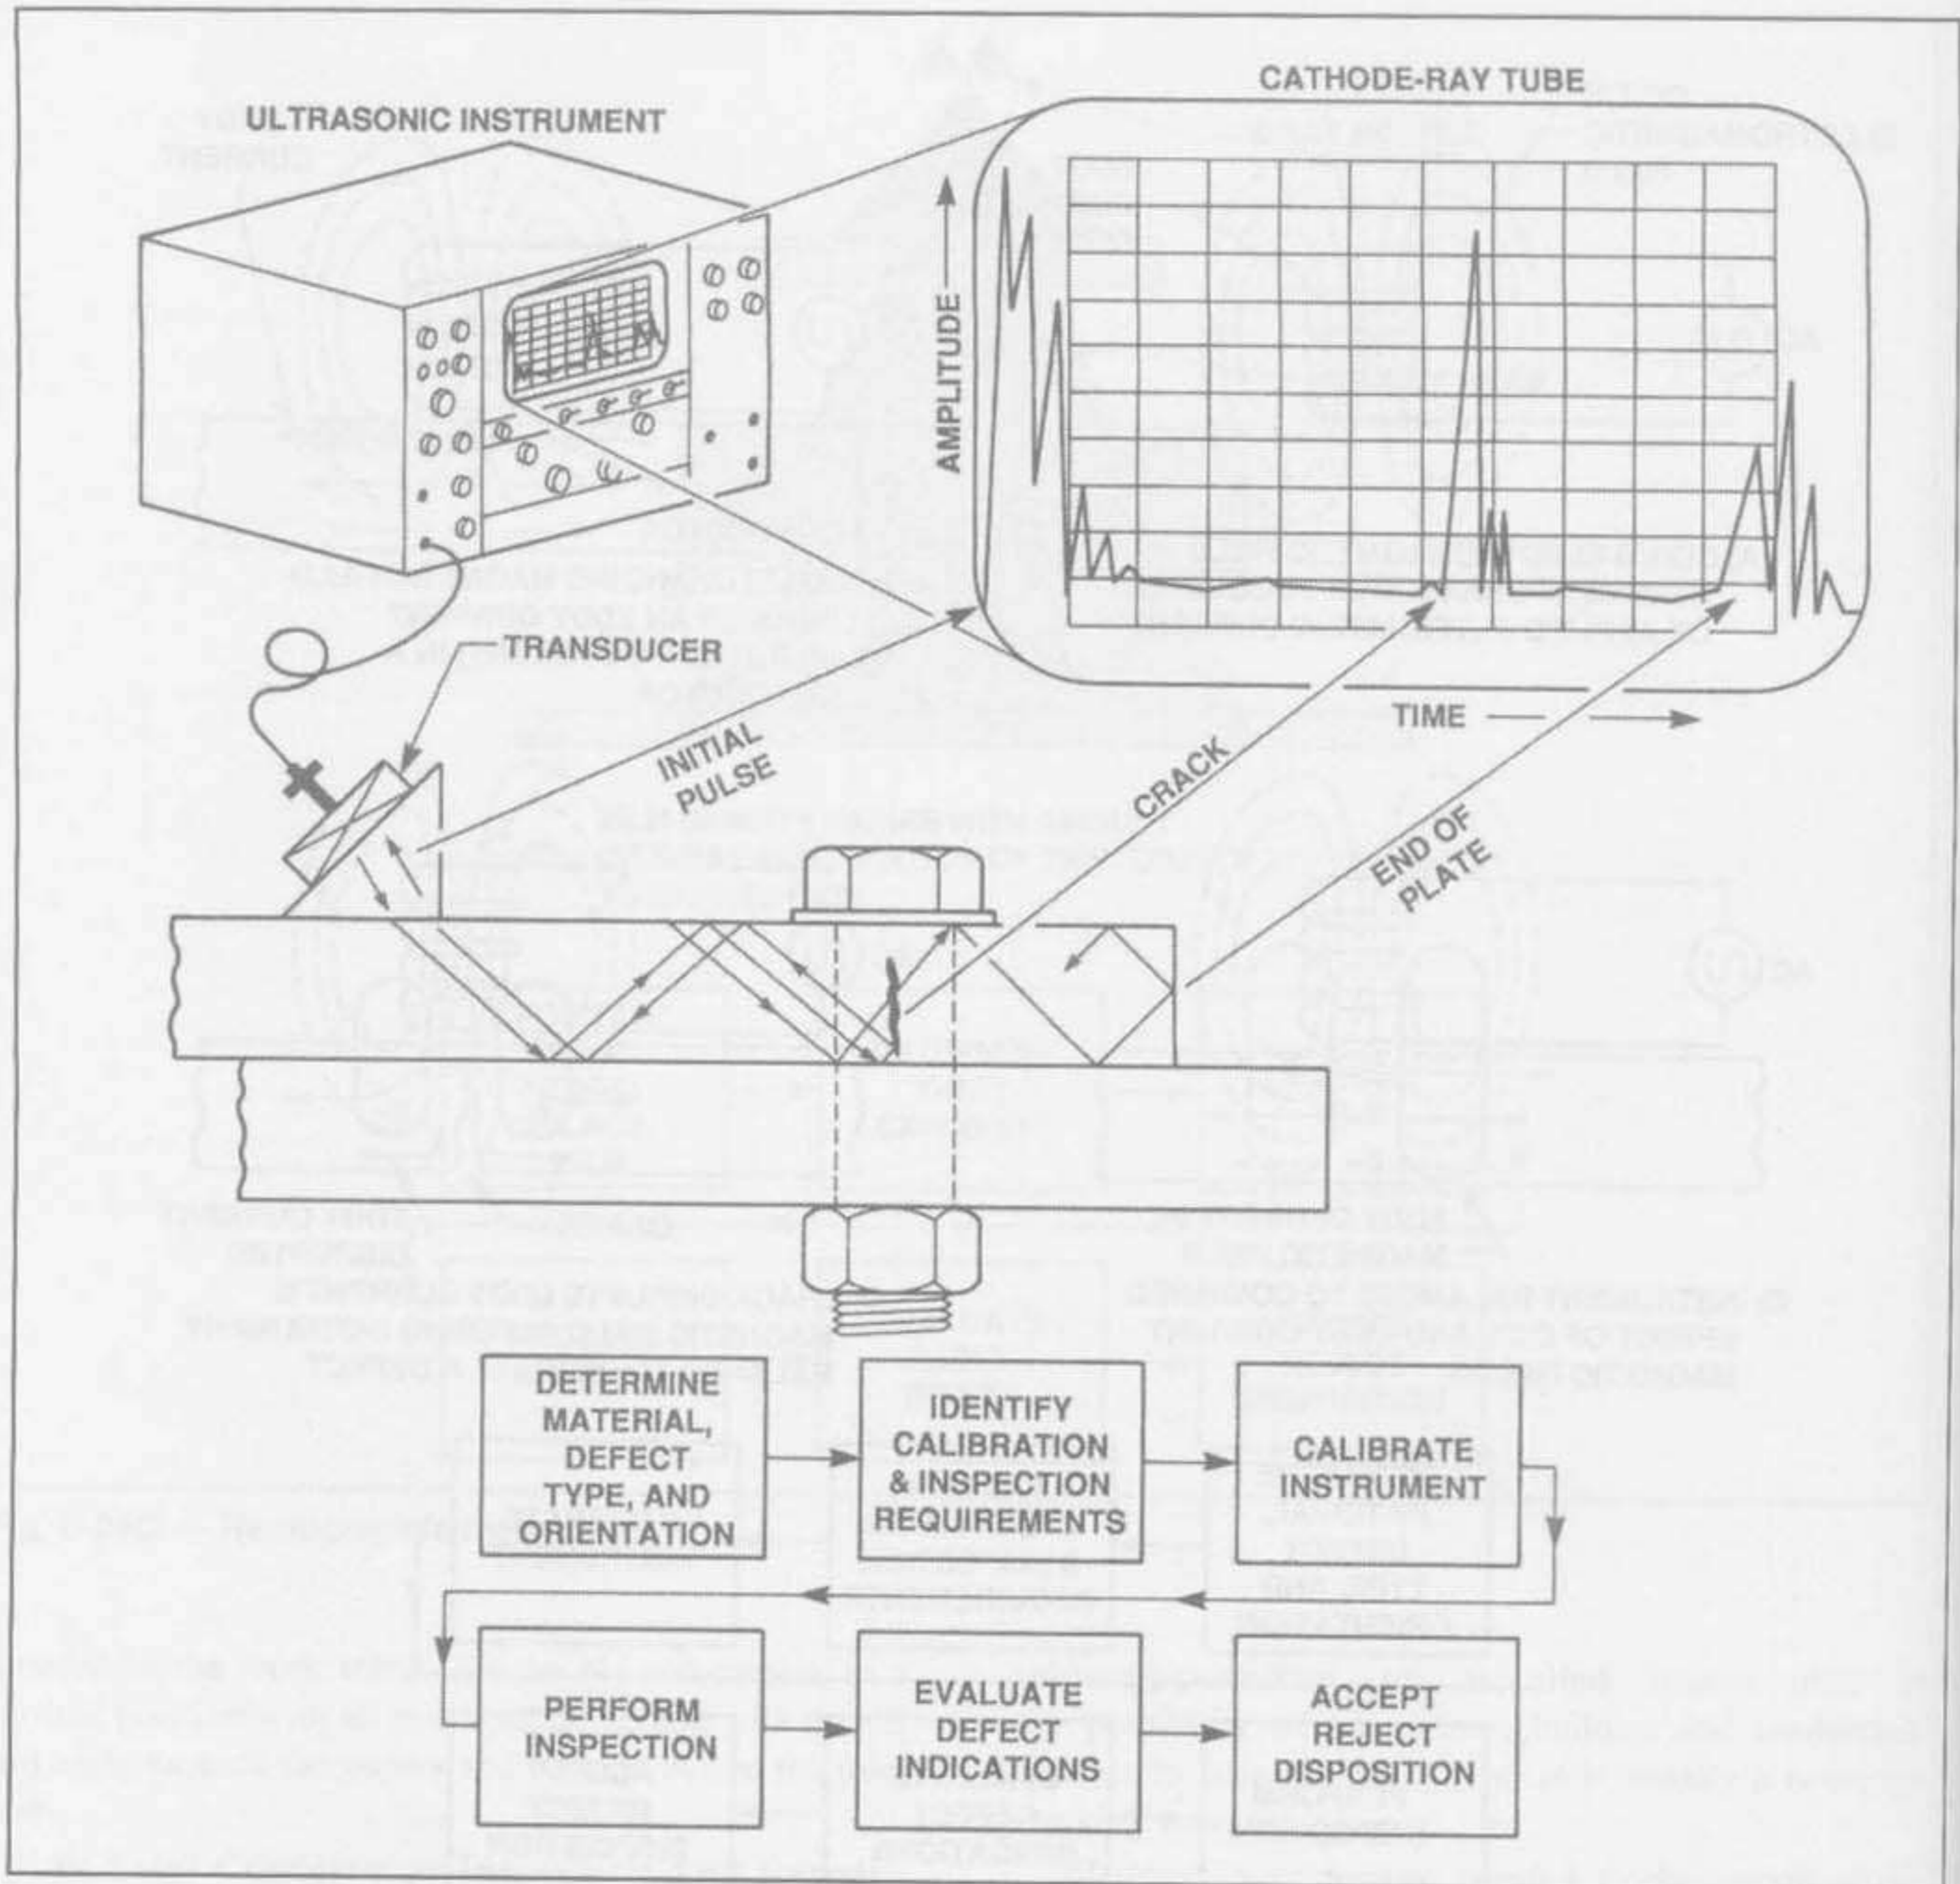 CATHODE-RAY TUBE
ULTRASONIC INSTRUMENT
AMPLITUDE
TRANSDUCER
TIME
INITIAL
PULSE
CRACK
END OF
PLATE
DETERMINE
MATERIAL,
DEFECT
TYPE, AND
ORIENTATION
IDENTIFY
CALIBRATION
& INSPECTION
REQUIREMENTS
CALIBRATE
INSTRUMENT
PERFORM
INSPECTION
EVALUATE
DEFECT
INDICATIONS
ACCEPT
REJECT
DISPOSITION